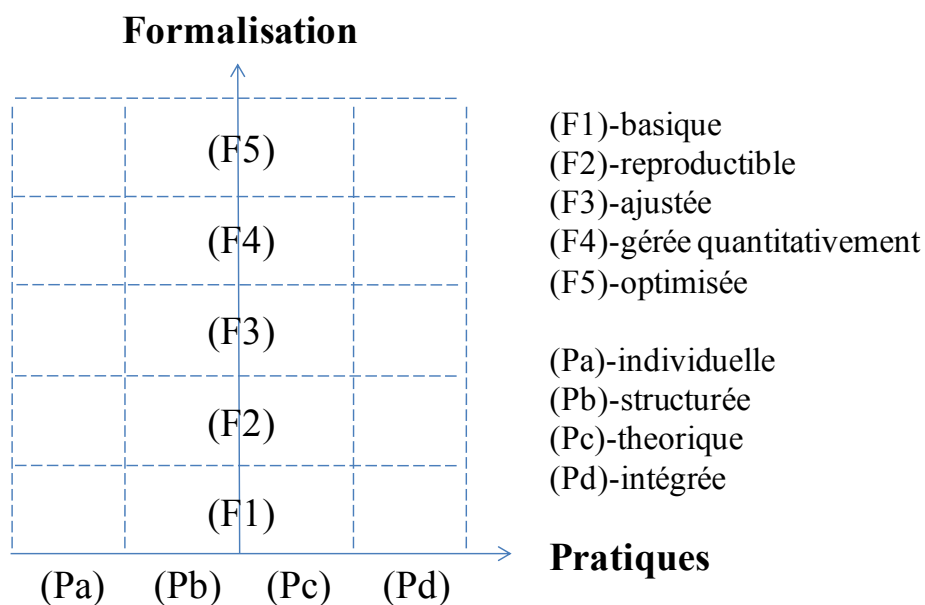 Formalisation
(F5)
(F4)
(F3)
(F2)
(F1)
(Pa) (Pb) (Pc) (Pd)
(F1)-basique
(F2)-reproductible
(F3)-ajustée
(F4)-gérée quantitativement
(F5)-optimisée
(Pa)-individuelle
(Pb)-structurée
(Pc)-theorique
(Pd)-intégrée
Pratiques